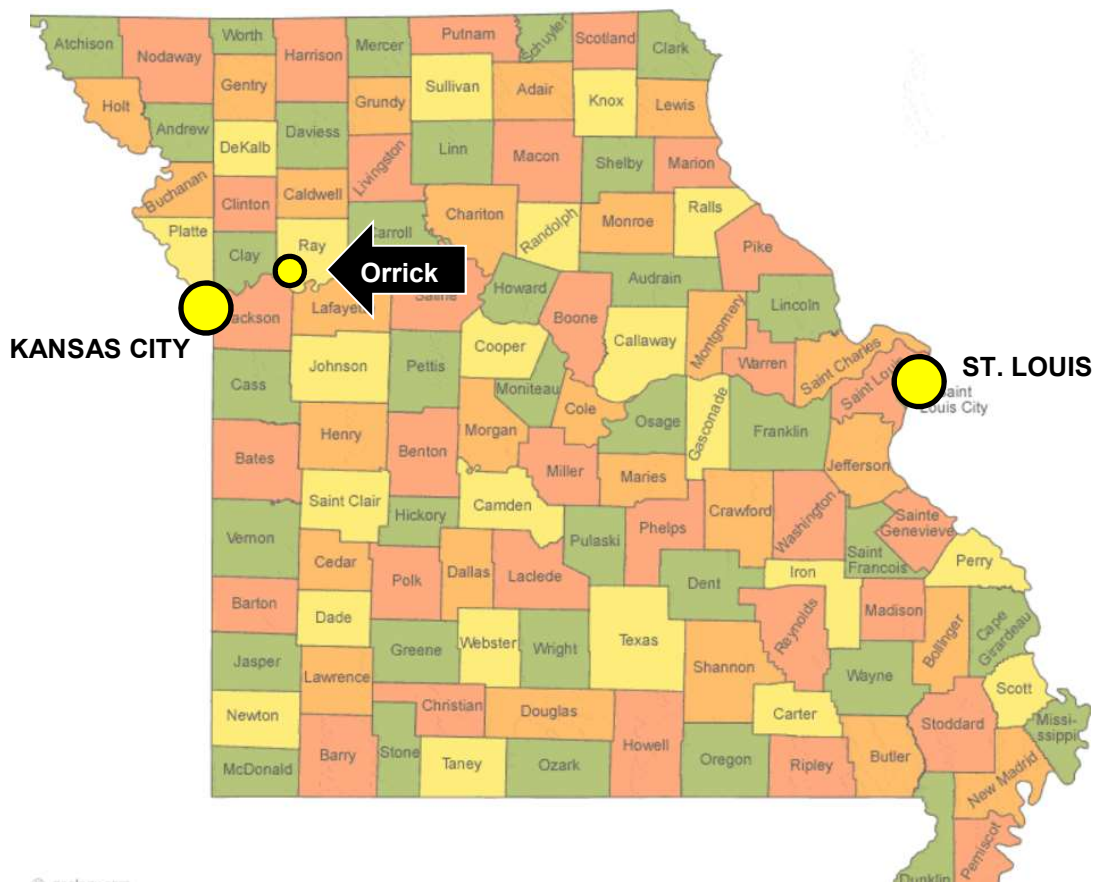 Atchison
Nodaway
Worth
Harrison
Mercer
Putnam
Schuyler
Scotland
Clark
Holt
Gentry
Grundy
Sullivan
Adair
Knox
Lewis
Andrew
DeKalb
Daviess
Livingston
Linn
Macon
Shelby
Marion
Buchanan
Clinton
Caldwell
Chariton
Randolph
Monroe
Ralls
Platte
Clay
Ray
Carroll
Pike
Orrick
Howard
Audrain
Saline
Boone
Lincoln
Lafayette
Jackson
KANSAS CITY
Cooper
Callaway
Montgomery
Warren
Saint Charles
Saint Louis
ST. LOUIS
Saint
Louis City
Johnson
Pettis
Moniteau
Cole
Osage
Gasconade
Franklin
Cass
Henry
Morgan
Jefferson
Bates
Benton
Miller
Maries
Saint Clair
Hickory
Camden
Pulaski
Phelps
Crawford
Washington
Sainte
Genevieve
Vernon
Cedar
Polk
Dallas
Laclede
Dent
Iron
Saint
Francois
Perry
Barton
Dade
Webster
Wright
Texas
Reynolds
Madison
Bollinger
Cape
Girardeau
Jasper
Greene
Lawrence
Shannon
Wayne
Scott
Newton
Christian
Douglas
Carter
Stoddard
Missi-
ssippi
McDonald
Barry
Stone
Taney
Ozark
Howell
Oregon
Ripley
Butler
New Madrid
Pemiscot
Dunklin